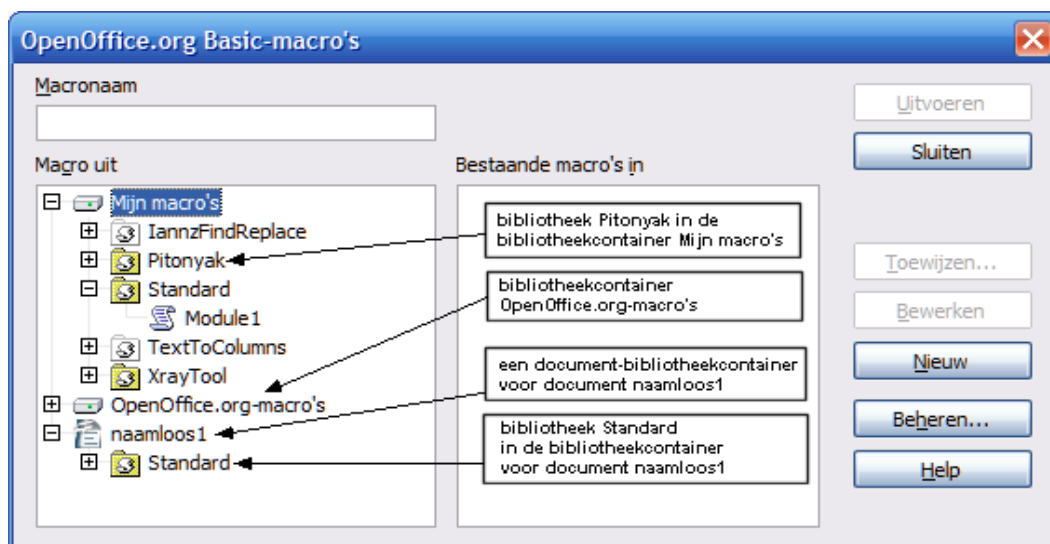 OpenOffice.org Basic-macro's
Macronaam
Uitvoeren
Sluiten
Macro uit
Bestaande macro's in
Mijn macro's
IannzFindReplace
Pitonyak
Standard
Module1
TextToColumns
XrayTool
OpenOffice.org-macro's
naamloos1
Standard
bibliotheek Pitonyak in de
bibliotheekcontainer Mijn macro's
bibliotheekcontainer
OpenOffice.org-macro's
een document-bibliotheekcontainer
voor document naamloos1
bibliotheek Standard
in de bibliotheekcontainer
voor document naamloos1
Toewijzen...
Bewerken
Nieuw
Beheren...
Help